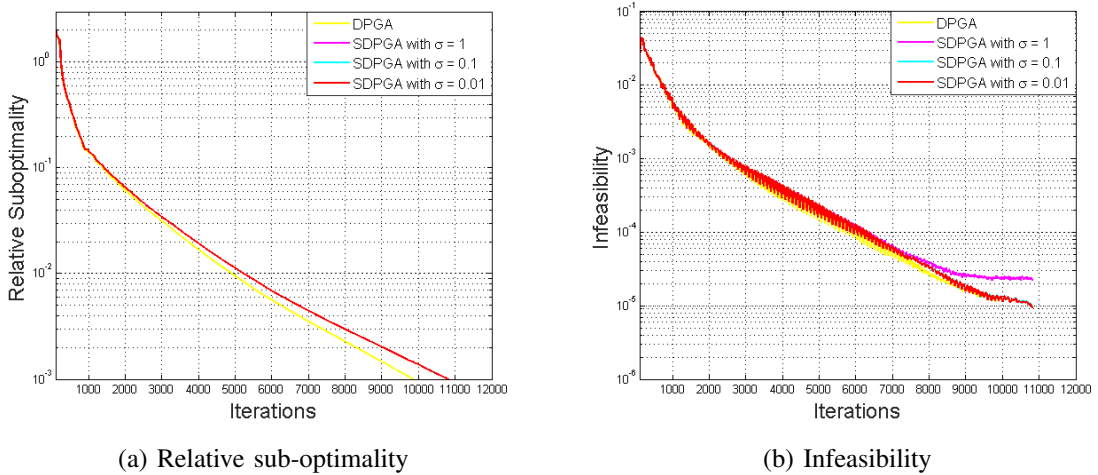 DPGA
SDPGA with σ = 1
SDPGA with σ = 0.1
SDPGA with σ = 0.01
10^0
10^-1
10^-2
10^-3
Relative Suboptimality
1000 2000 3000 4000 5000 6000 7000 8000 9000 10000 11000 12000
Iterations
(a) Relative sub-optimality
DPGA
SDPGA with σ = 1
SDPGA with σ = 0.1
SDPGA with σ = 0.01
10^-1
10^-2
10^-3
10^-4
10^-5
10^-6
Infeasibility
1000 2000 3000 4000 5000 6000 7000 8000 9000 10000 11000 12000
Iterations
(b) Infeasibility